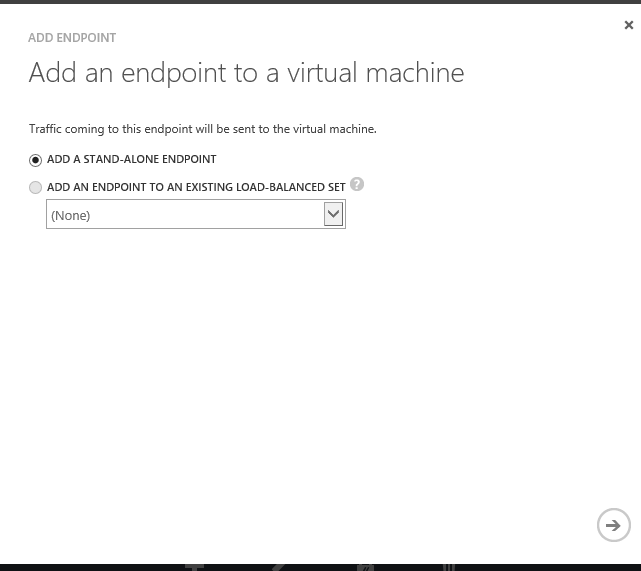 ADD ENDPOINT
Add an endpoint to a virtual machine
Traffic coming to this endpoint will be sent to the virtual machine.
ADD A STAND-ALONE ENDPOINT
ADD AN ENDPOINT TO AN EXISTING LOAD-BALANCED SET ?
(None)